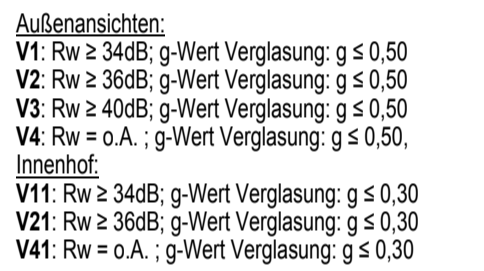 Außenansichten:
V1: Rw ≥ 34dB; g-Wert Verglasung: g ≤ 0,50
V2: Rw ≥ 36dB; g-Wert Verglasung: g ≤ 0,50
V3: Rw ≥ 40dB; g-Wert Verglasung: g ≤ 0,50
V4: Rw = o.A. ; g-Wert Verglasung: g ≤ 0,50,
Innenhof:
V11: Rw ≥ 34dB; g-Wert Verglasung: g ≤ 0,30
V21: Rw ≥ 36dB; g-Wert Verglasung: g ≤ 0,30
V41: Rw = o.A. ; g-Wert Verglasung: g ≤ 0,30